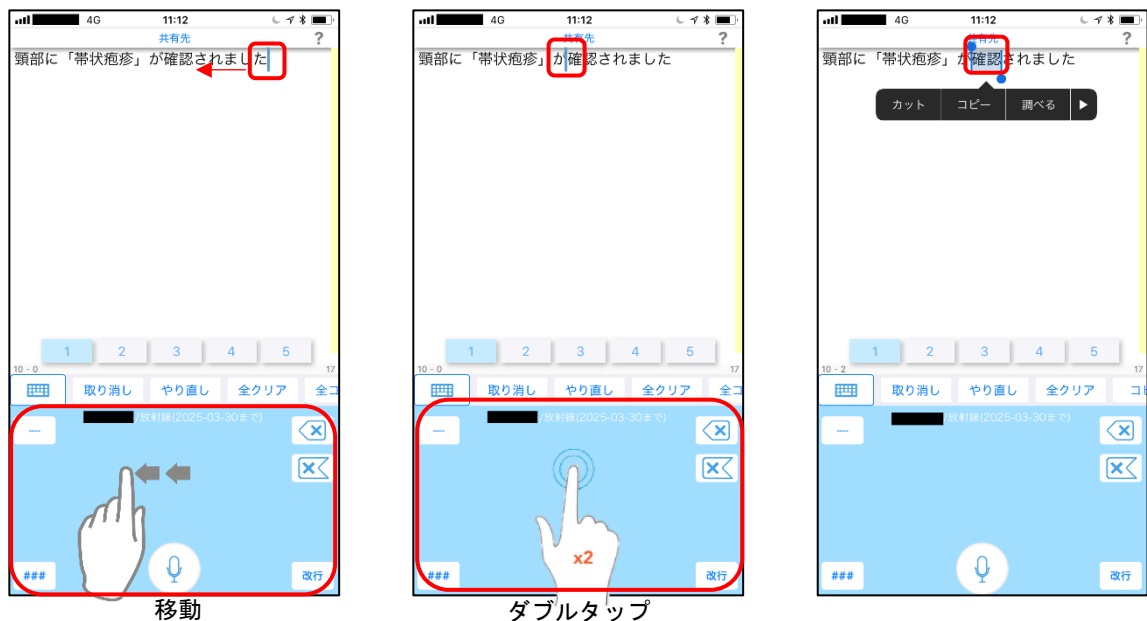 4G 11:12
共有先 ?
頸部に「帯状疱疹」が確認されました
1 2 3 4 5
10 - 0 17
取り消し やり直し 全クリア 全コ
/放射線(2025-03-30まで)
###
改行
移動
4G 11:12
共有先 ?
頸部に「帯状疱疹」が確認されました
1 2 3 4 5
10 - 0 17
取り消し やり直し 全クリア 全コ
/放射線(2025-03-30まで)
x2
###
改行
ダブルタップ
4G 11:12
共有先 ?
頸部に「帯状疱疹」が確認されました
カット コピー 調べる
1 2 3 4 5
10 - 2 17
取り消し やり直し 全クリア コピ
/放射線(2025-03-30まで)
###
改行